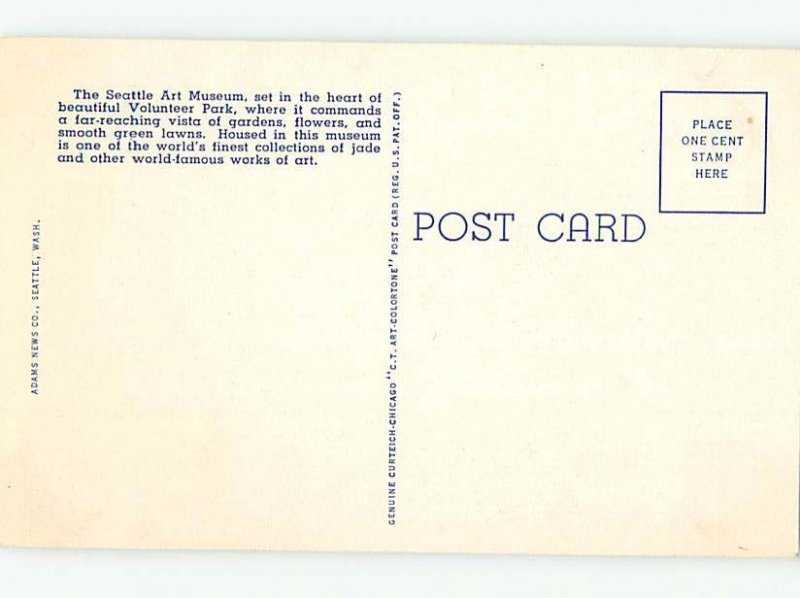 The Seattle Art Museum, set in the heart of
beautiful Volunteer Park, where it commands
a far-reaching vista of gardens, flowers, and
smooth green lawns. Housed in this museum
is one of the world's finest collections of jade
and other world-famous works of art.
ADAMS NEWS CO., SEATTLE, WASH.
GENUINE CURTEICH-CHICAGO "C.T. ART-COLORTONE" POST CARD (REG. U.S. PAT. OFF.)
POST CARD
PLACE
ONE CENT
STAMP
HERE